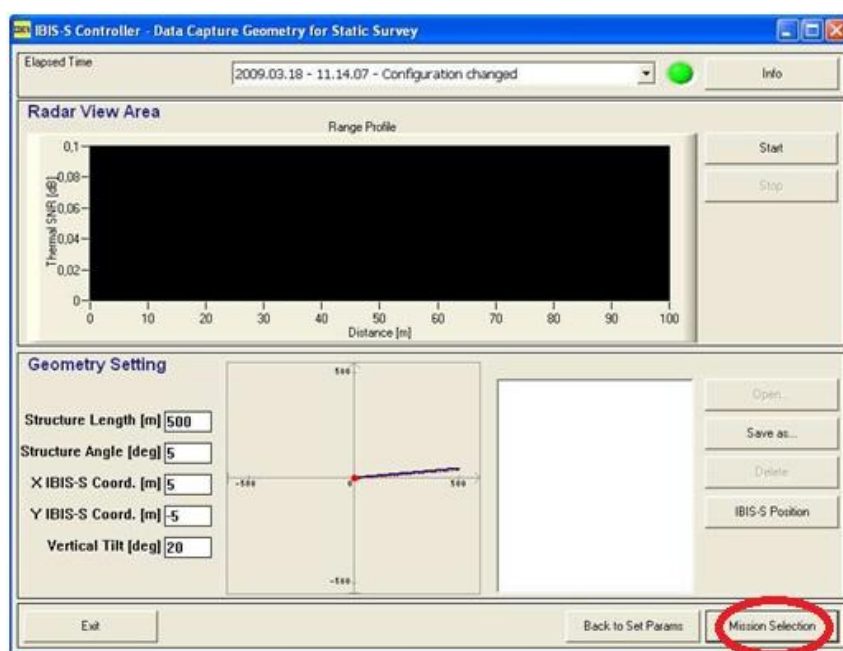 IBIS-S Controller - Data Capture Geometry for Static Survey
Elapsed Time
2009.03.18 - 11.14.07 - Configuration changed
Info
Radar View Area
Range Profile
Start
Stop
Thermal SNR [dB]
0,1
0,08
0,06
0,04
0,02
0
0 10 20 30 40 50 60 70 80 90 100
Distance [m]
Geometry Setting
Structure Length [m] 500
Structure Angle [deg] 5
X IBIS-S Coord. [m] 5
Y IBIS-S Coord. [m] -5
Vertical Tilt [deg] 20
500
-500 0 500
-500
Open...
Save as...
Delete
IBIS-S Position
Exit
Back to Set Params
Mission Selection